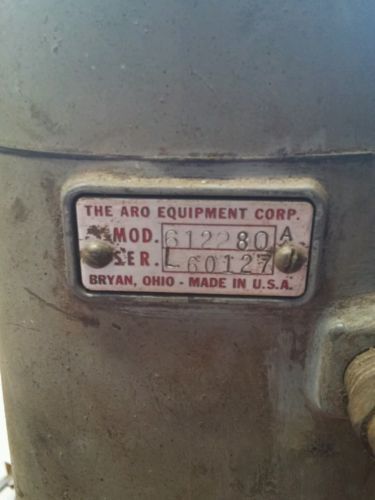 THE ARO EQUIPMENT CORP.
MOD. 612280 A
SER. L 60127
BRYAN, OHIO - MADE IN U.S.A.